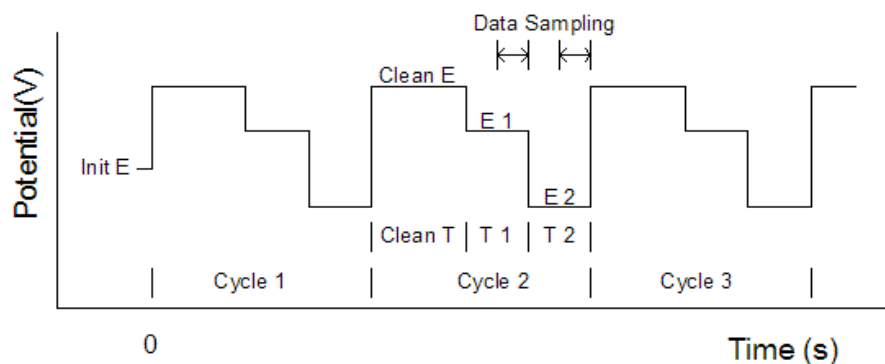 Data Sampling
Clean E
E 1
Init E
E 2
Clean T T 1 T 2
Cycle 1 Cycle 2 Cycle 3
0
Time (s)
Potential(V)